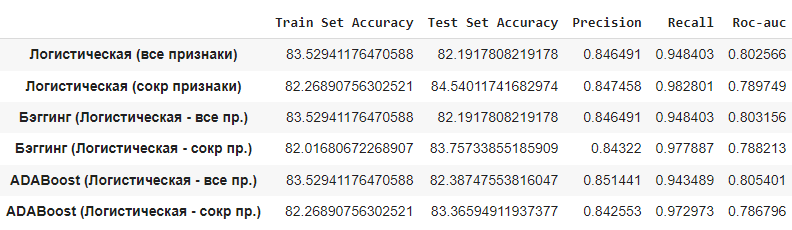 Train Set Accuracy Test Set Accuracy Precision Recall Roc-auc
Логистическая (все признаки) 83.52941176470588 82.1917808219178 0.846491 0.948403 0.802566
Логистическая (сокр признаки) 82.26890756302521 84.54011741682974 0.847458 0.982801 0.789749
Бэггинг (Логистическая - все пр.) 83.52941176470588 82.1917808219178 0.846491 0.948403 0.803156
Бэггинг (Логистическая - сокр пр.) 82.01680672268907 83.75733855185909 0.84322 0.977887 0.788213
ADABoost (Логистическая - все пр.) 83.52941176470588 82.38747553816047 0.851441 0.943489 0.805401
ADABoost (Логистическая - сокр пр.) 82.26890756302521 83.36594911937377 0.842553 0.972973 0.786796